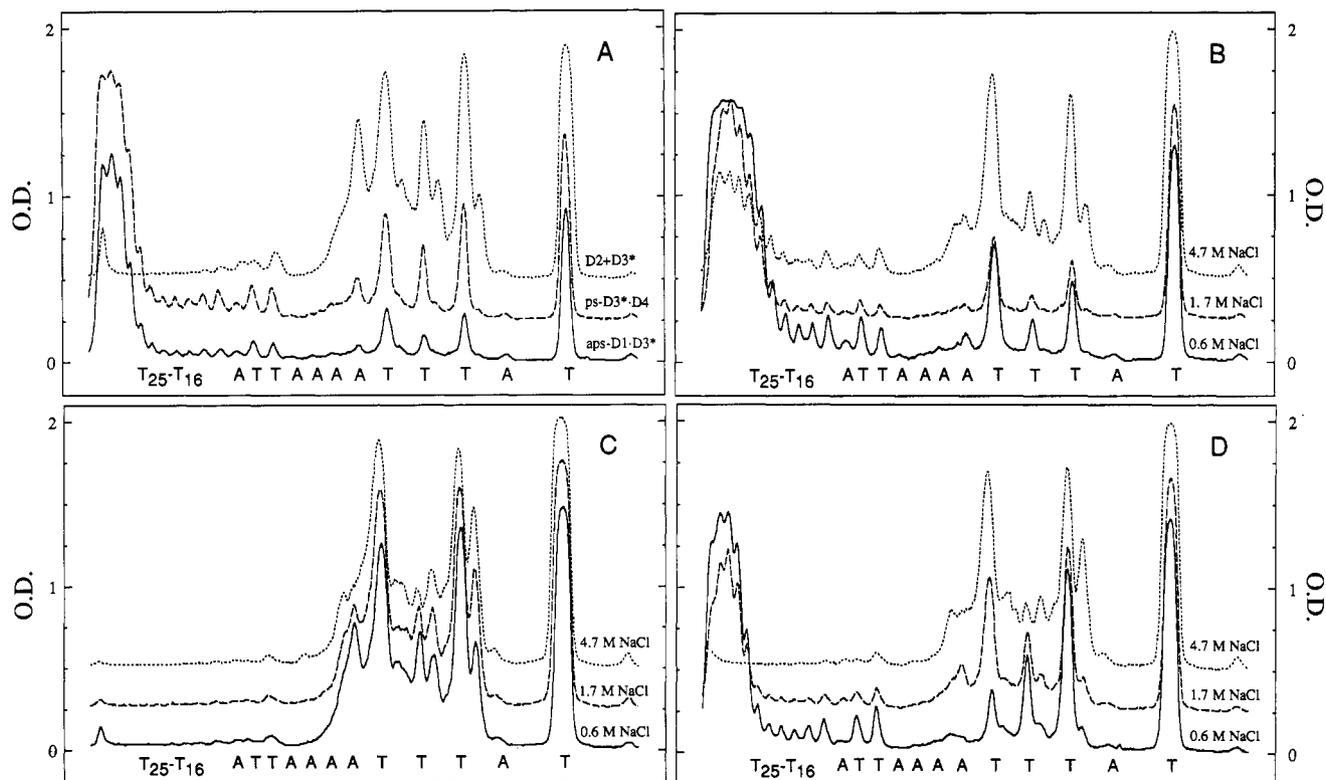 2
A
O.D.
1
D2+D3*
ps-D3*·D4
aps-D1·D3*
0
T25-T16 A T T A A A A T T T A T
B
2
O.D.
1
4.7 M NaCl
1.7 M NaCl
0.6 M NaCl
0
T25-T16 A T T A A A A T T T A T
2
C
O.D.
1
4.7 M NaCl
1.7 M NaCl
0.6 M NaCl
0
T25-T16 A T T A A A A T T T A T
D
2
O.D.
1
4.7 M NaCl
1.7 M NaCl
0.6 M NaCl
0
T25-T16 A T T A A A A T T T A T